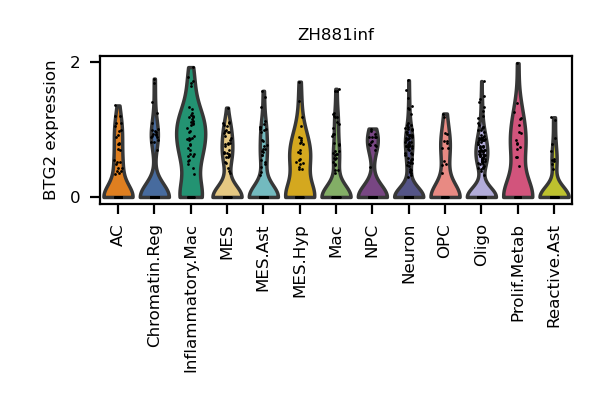 ZH881inf
BTG2 expression
2
0
AC
Chromatin.Reg
Inflammatory.Mac
MES
MES.Ast
MES.Hyp
Mac
NPC
Neuron
OPC
Oligo
Prolif.Metab
Reactive.Ast